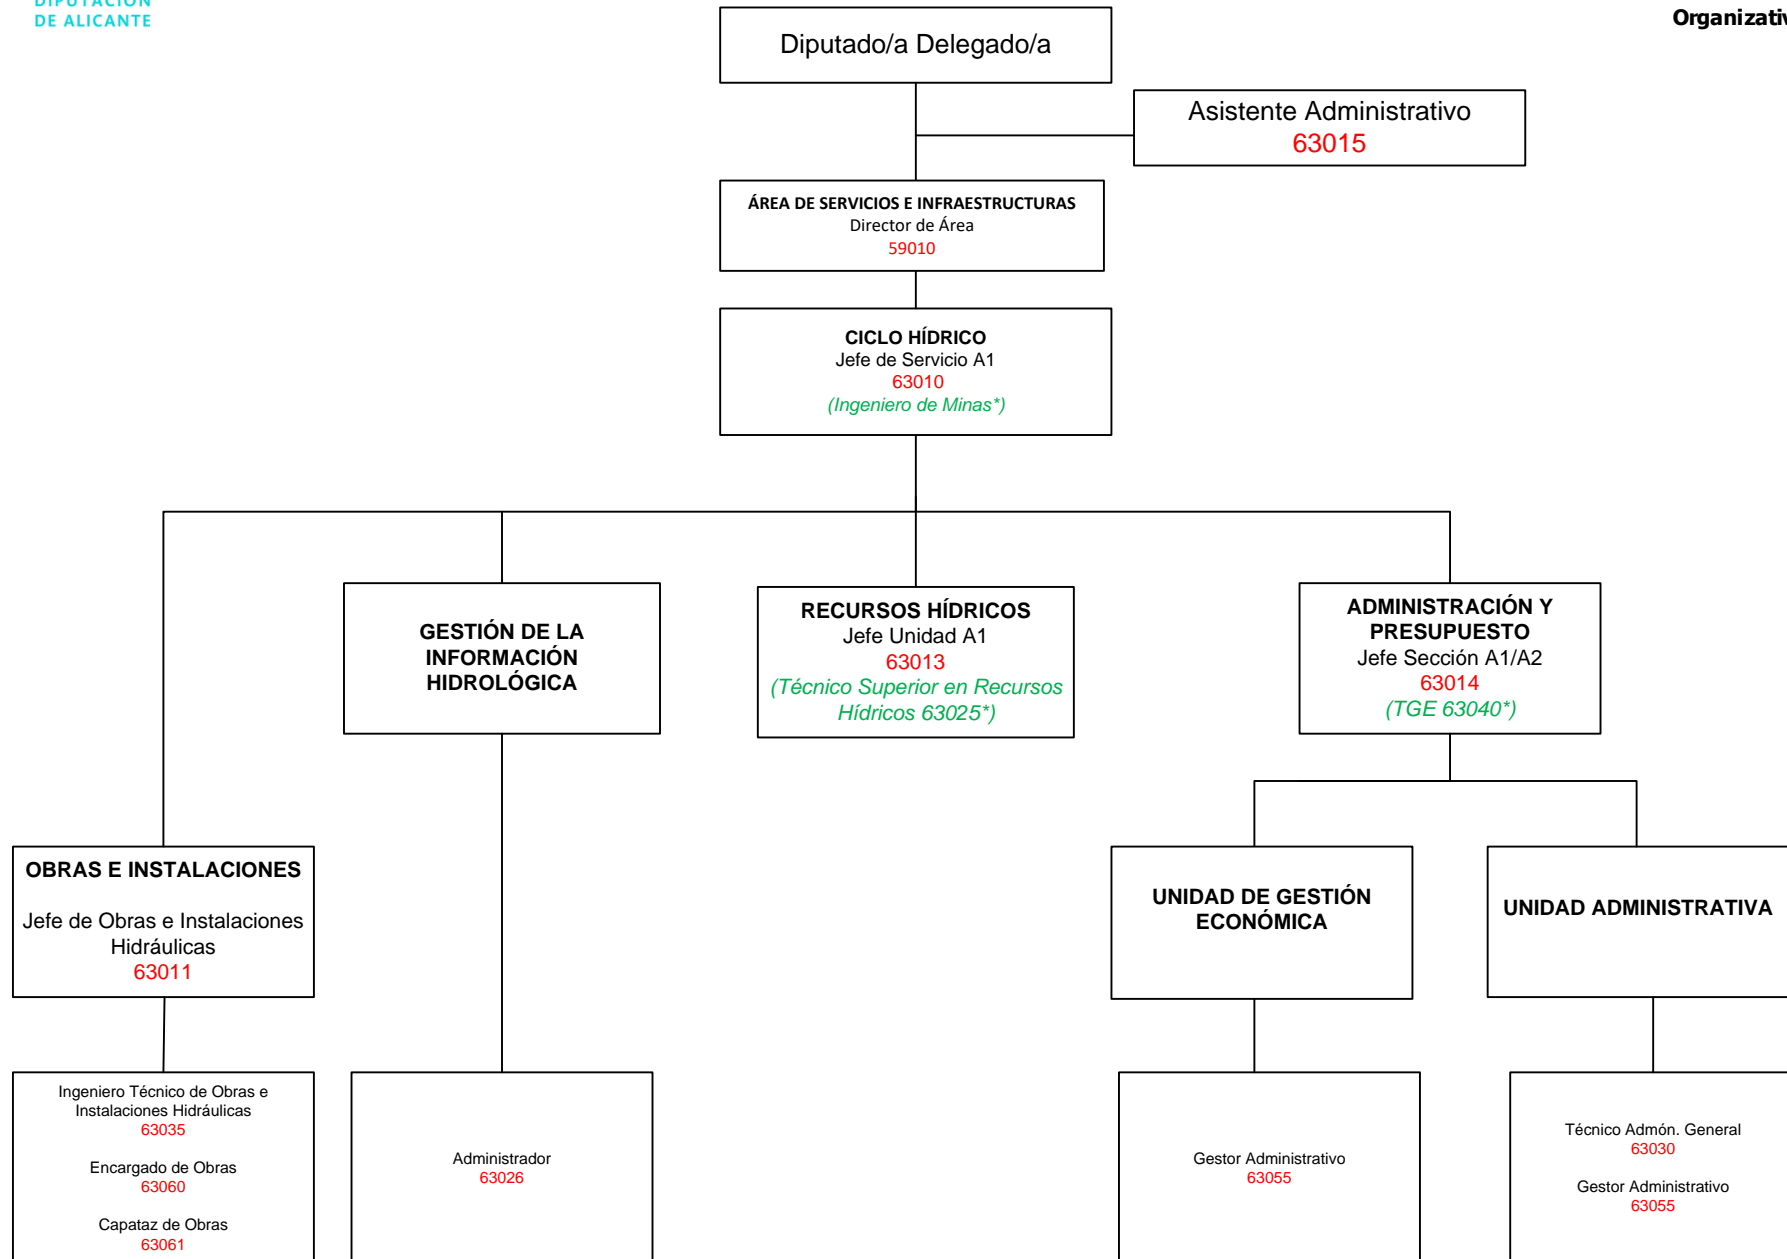 DIPUTACIÓN
DE ALICANTE
Diputado/a Delegado/a
Asistente Administrativo
63015
ÁREA DE SERVICIOS E INFRAESTRUCTURAS
Director de Área
59010
CICLO HÍDRICO
Jefe de Servicio A1
63010
(Ingeniero de Minas*)
GESTIÓN DE LA
INFORMACIÓN
HIDROLÓGICA
RECURSOS HÍDRICOS
Jefe Unidad A1
63013
(Técnico Superior en Recursos
Hídricos 63025*)
ADMINISTRACIÓN Y
PRESUPUESTO
Jefe Sección A1/A2
63014
(TGE 63040*)
OBRAS E INSTALACIONES
Jefe de Obras e Instalaciones
Hidráulicas
63011
UNIDAD DE GESTIÓN
ECONÓMICA
UNIDAD ADMINISTRATIVA
Ingeniero Técnico de Obras e
Instalaciones Hidráulicas
63035
Encargado de Obras
63060
Capataz de Obras
63061
Administrador
63026
Gestor Administrativo
63055
Técnico Admón. General
63030
Gestor Administrativo
63055